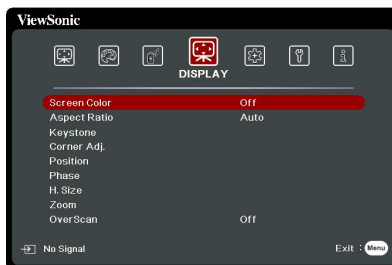 ViewSonic
DISPLAY
Screen Color Off
Aspect Ratio Auto
Keystone
Corner Adj.
Position
Phase
H. Size
Zoom
OverScan Off
No Signal Exit : Menu